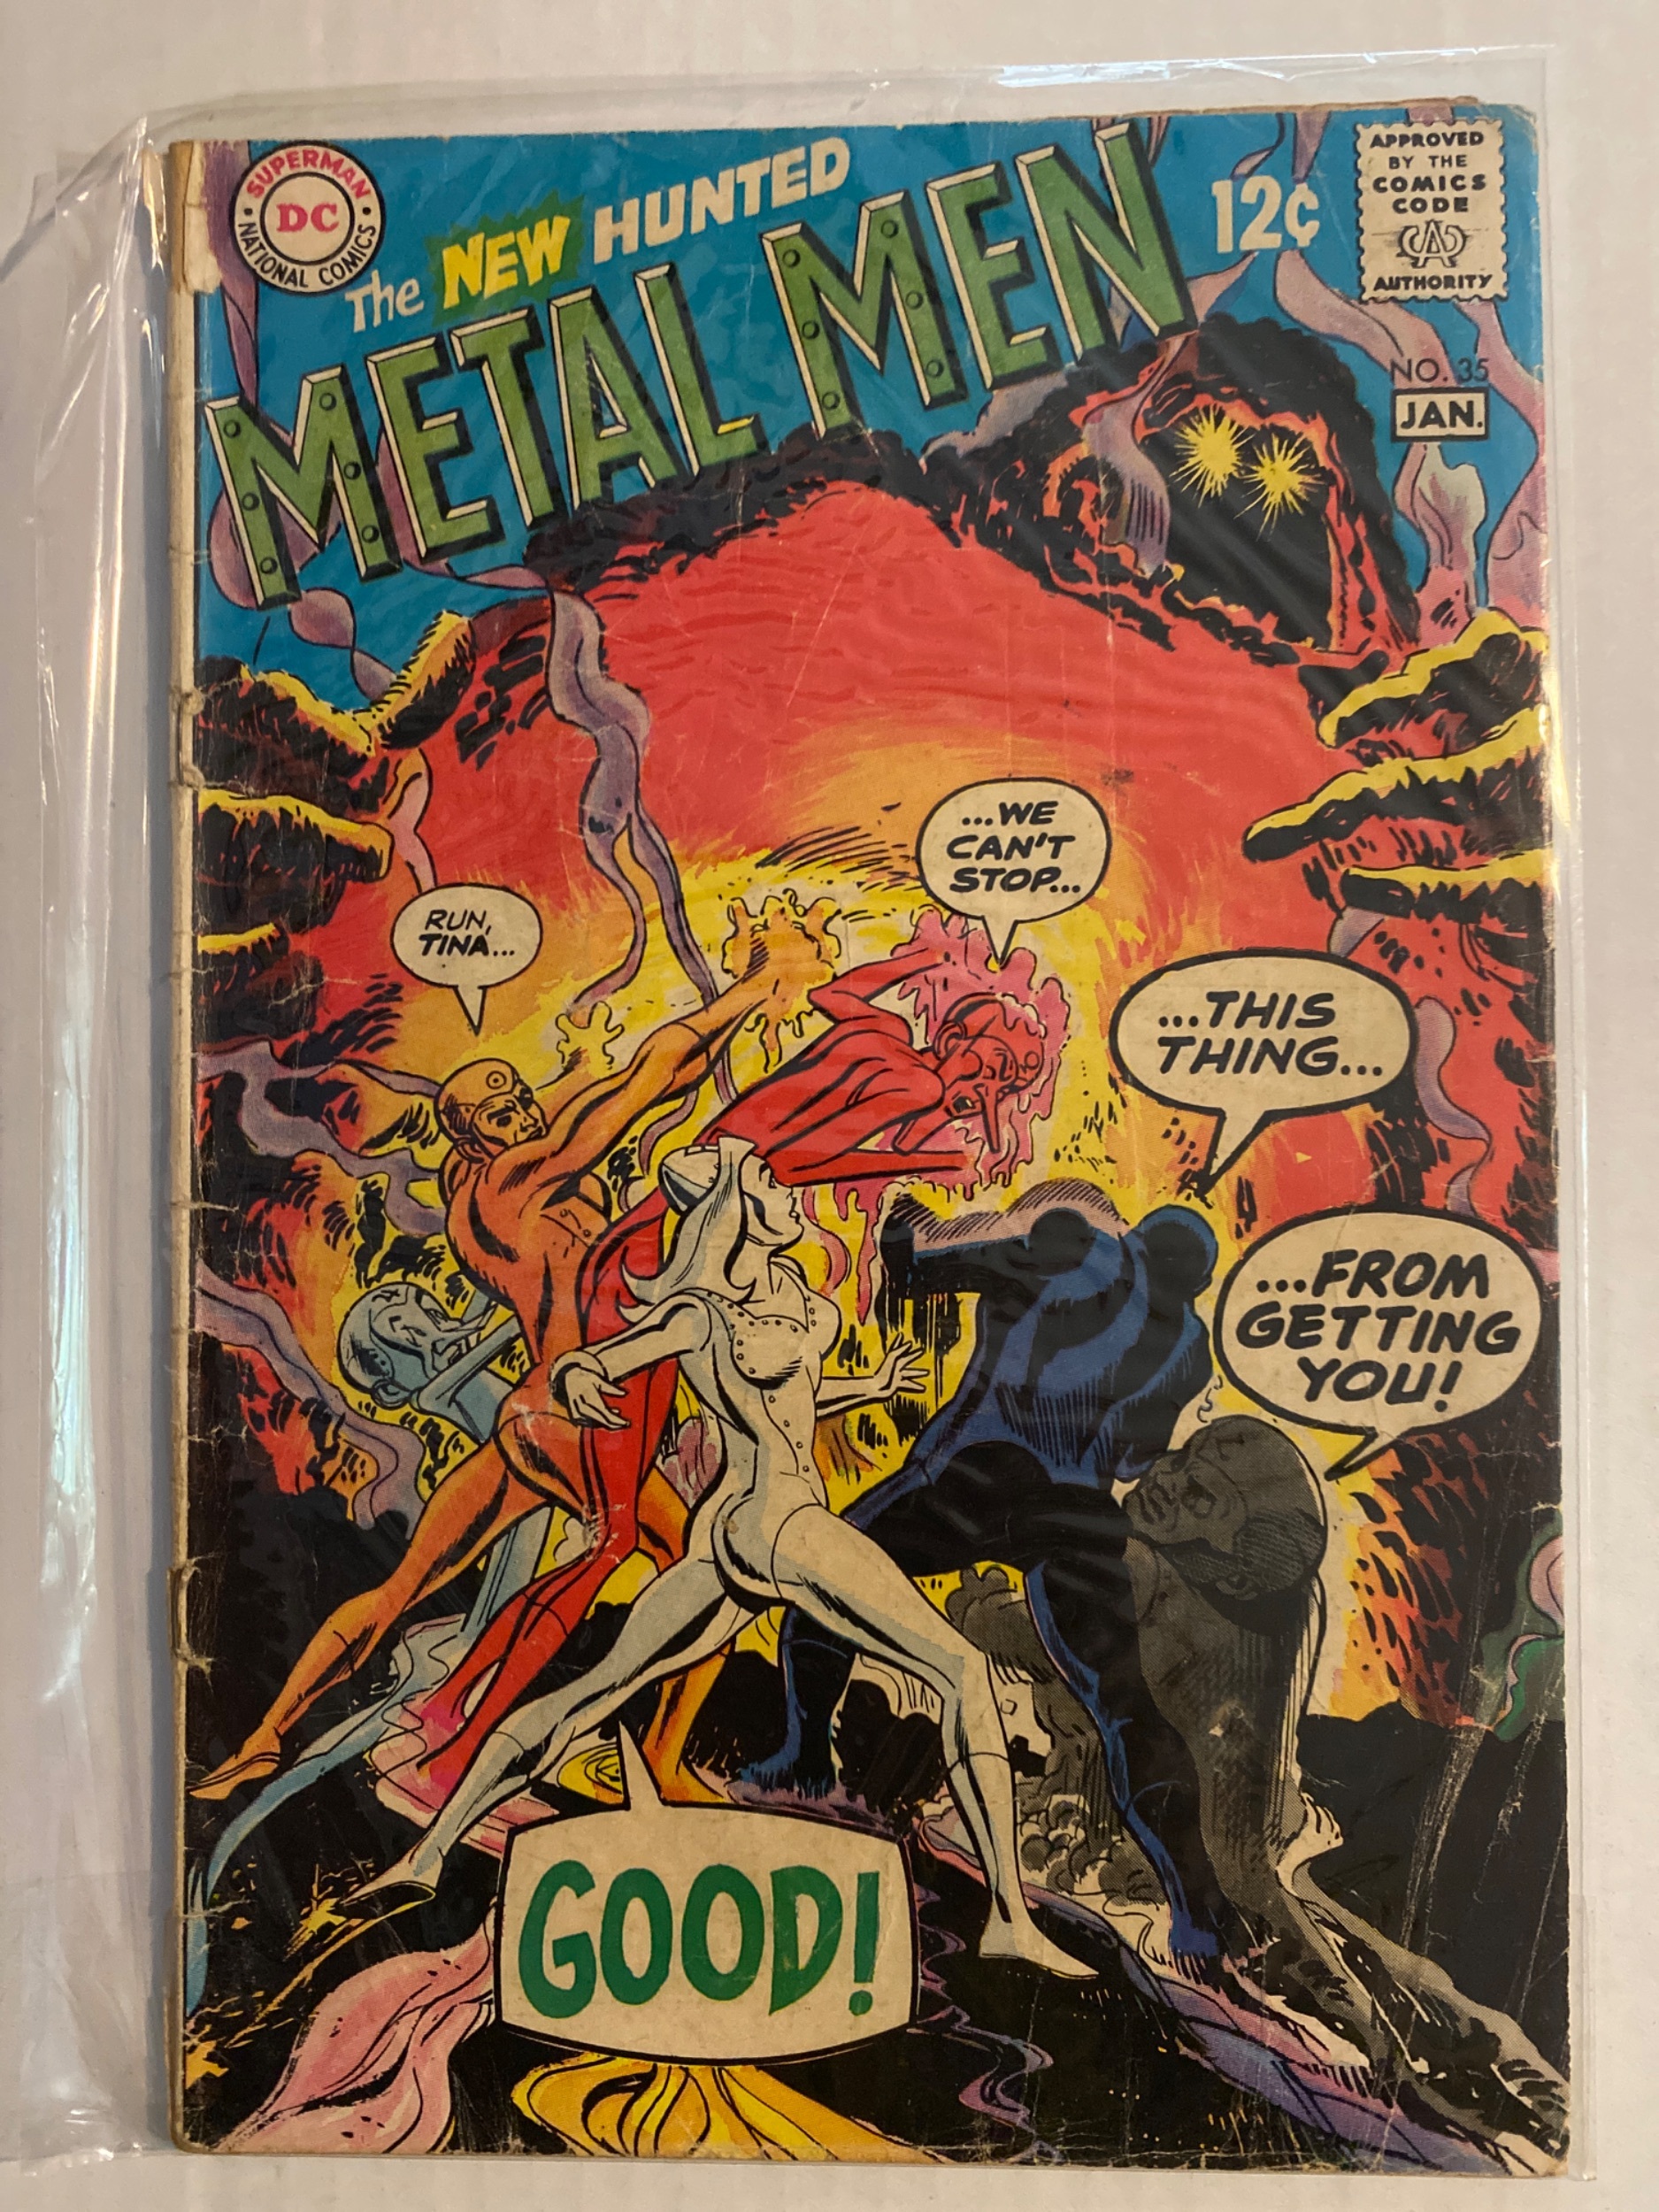 SUPERMAN
DC
NATIONAL COMICS
The NEW HUNTED
METAL MEN
12¢
APPROVED
BY THE
COMICS
CODE
CA
AUTHORITY
NO. 35
JAN.
...WE
CAN'T
STOP...
RUN,
TINA...
...THIS
THING...
...FROM
GETTING
YOU!
GOOD!